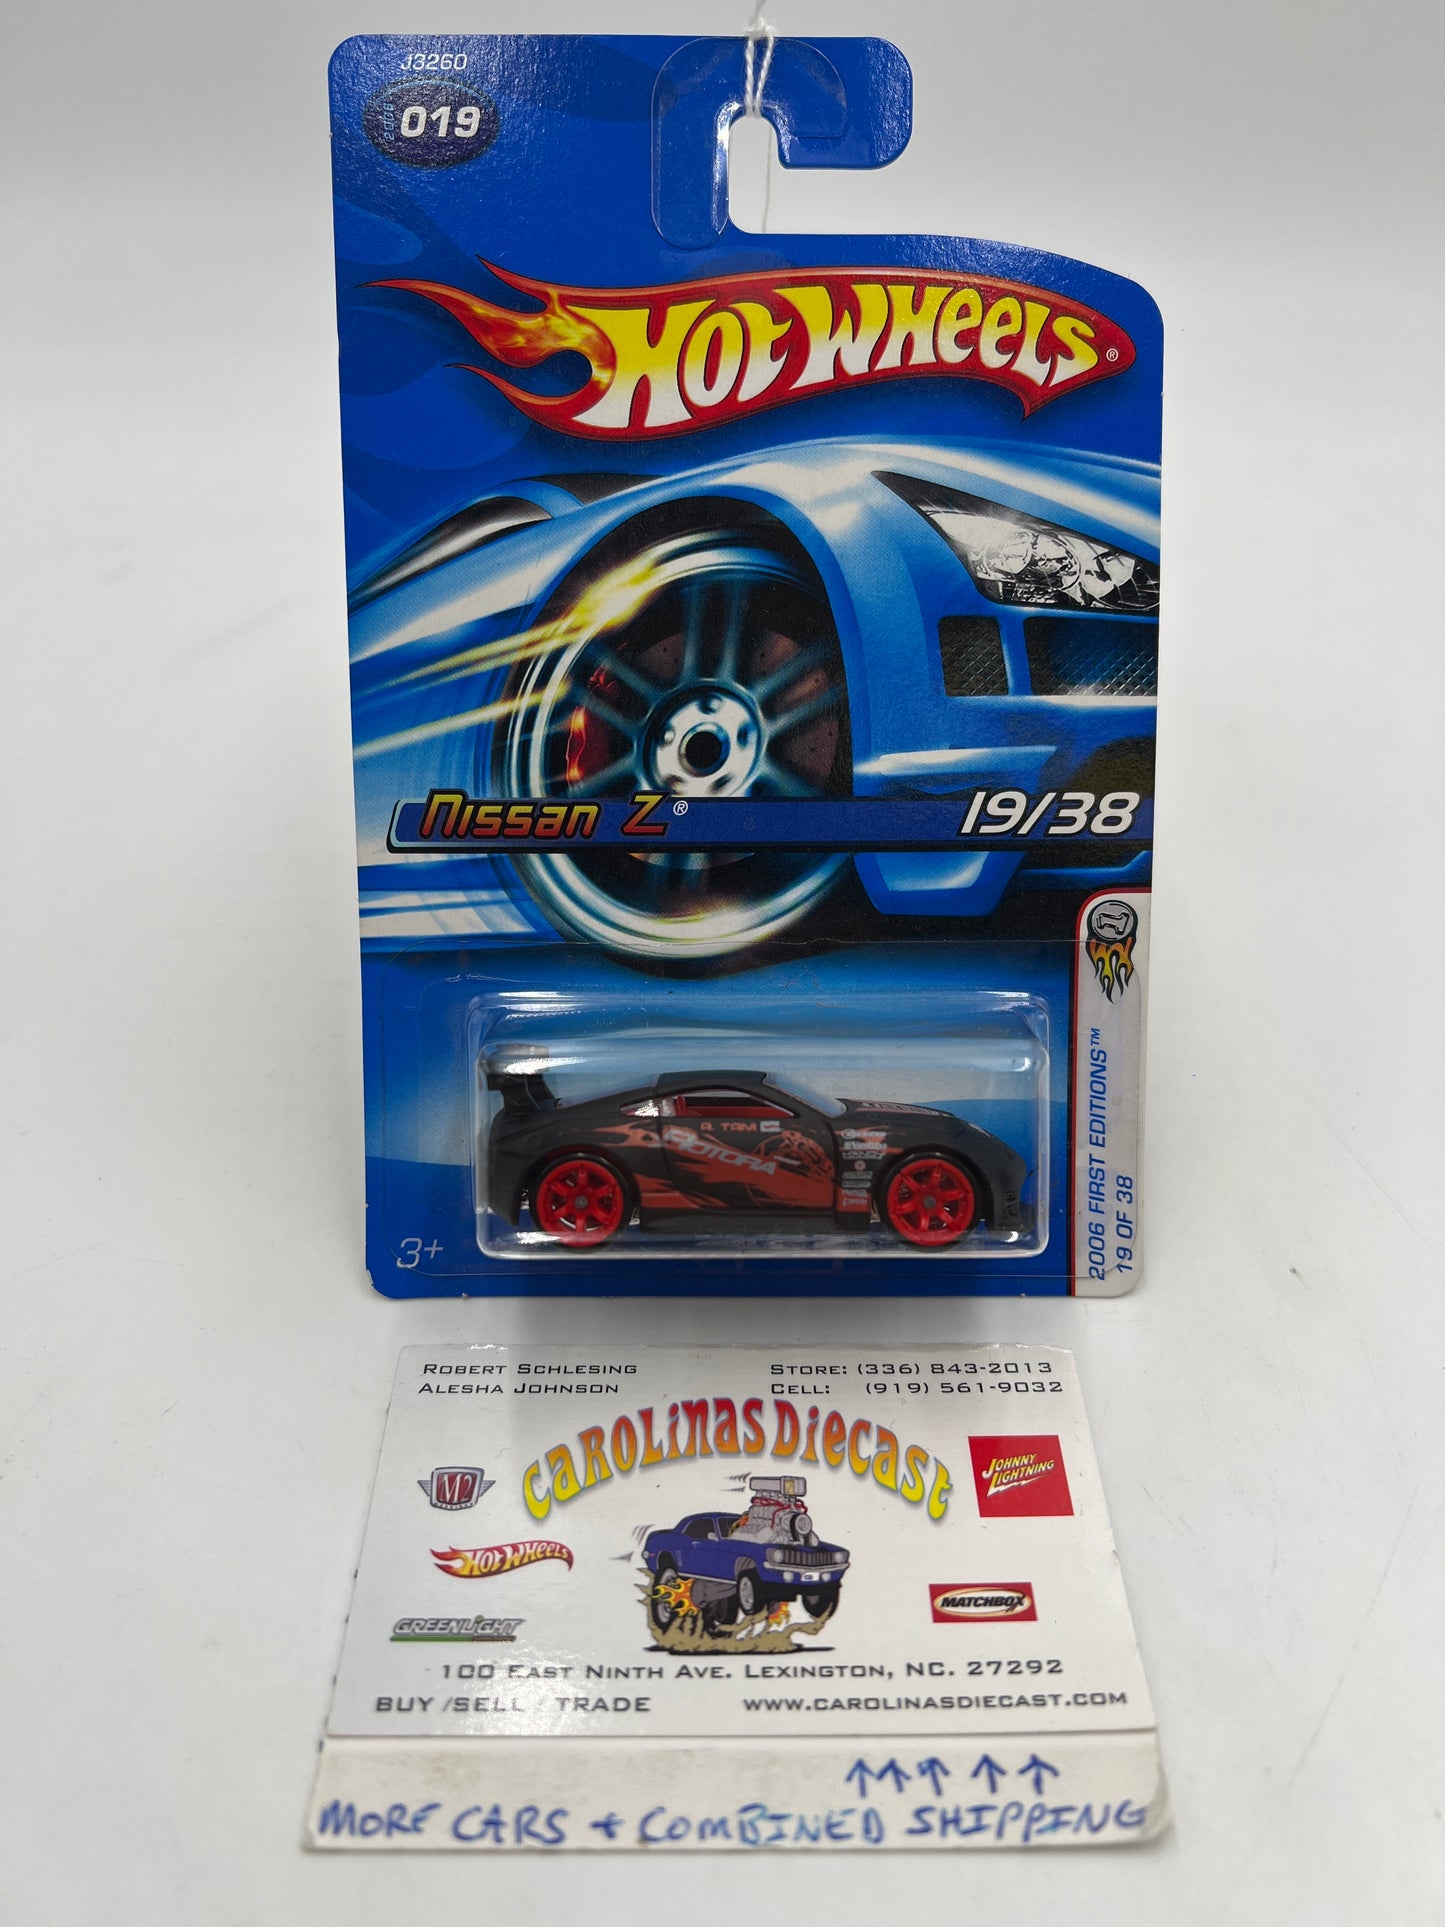 J3260
2006
019
HOT WHEELS®
Nissan Z®
19/38
2006 FIRST EDITIONS™
19 OF 38
A. TAM
ROTORA
3+
ROBERT SCHLESING
STORE: (336) 843-2013
ALESHA JOHNSON
CELL: (919) 561-9032
CAROLINAS DIECAST
M2
JOHNNY LIGHTNING
HOT WHEELS
GREENLIGHT
MATCHBOX
100 EAST NINTH AVE. LEXINGTON, NC. 27292
BUY /SELL / TRADE
WWW.CAROLINASDIECAST.COM
↑↑↑↑↑
MORE CARS + COMBINED SHIPPING